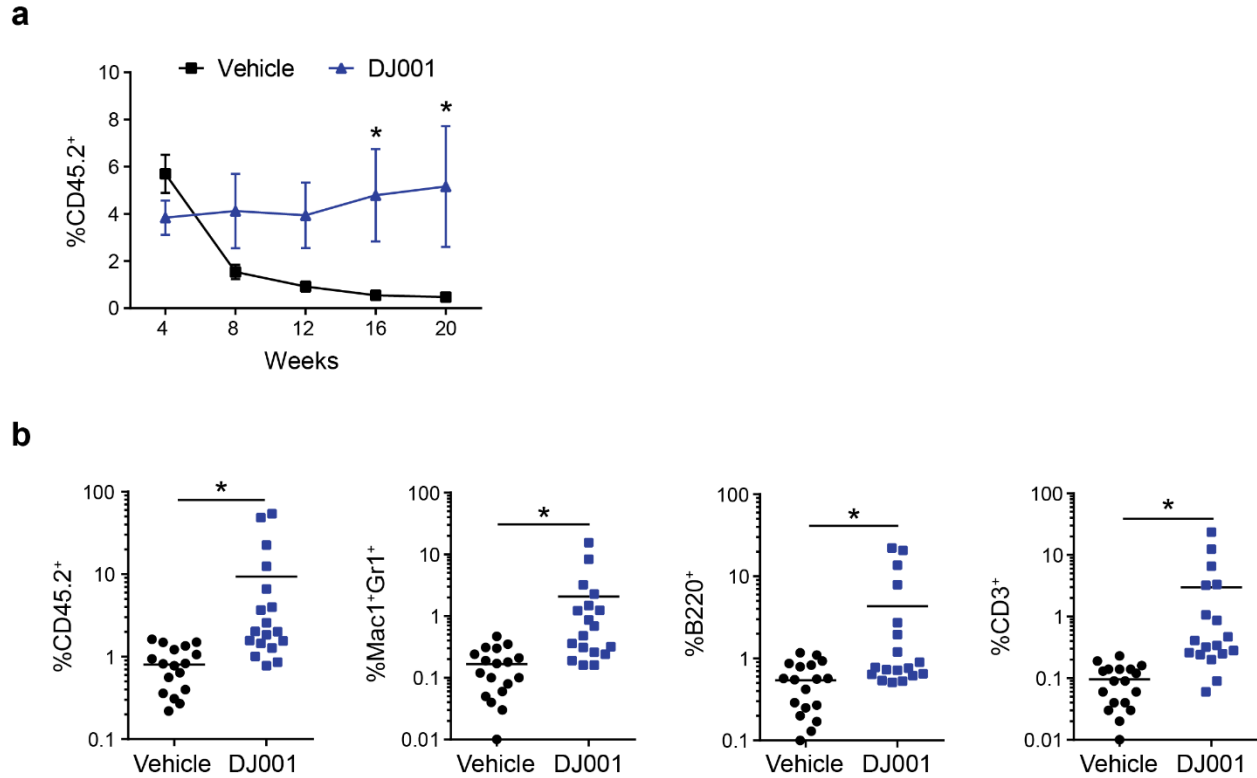 a
Vehicle DJ001
%CD45.2⁺
10
8
6
4
2
0
* *
4 8 12 16 20
Weeks
b
%CD45.2⁺
100
10
1
0.1
*
Vehicle DJ001
%Mac1⁺Gr1⁺
100
10
1
0.1
0.01
*
Vehicle DJ001
%B220⁺
100
10
1
0.1
*
Vehicle DJ001
%CD3⁺
100
10
1
0.1
0.01
*
Vehicle DJ001